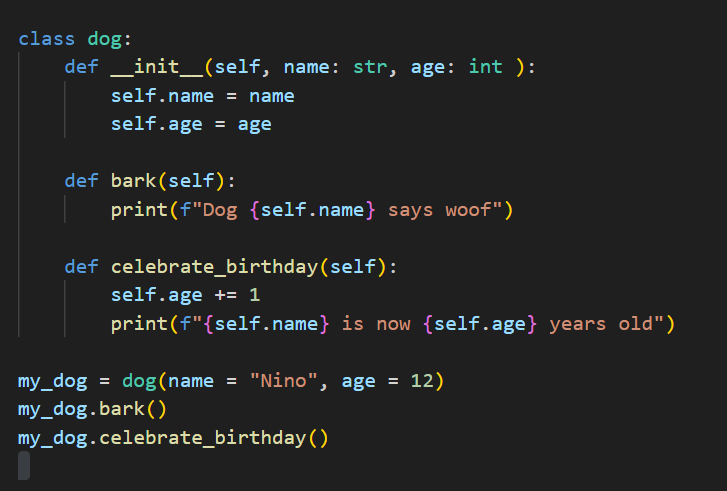 class dog:
    def __init__(self, name: str, age: int ):
        self.name = name
        self.age = age

    def bark(self):
        print(f"Dog {self.name} says woof")

    def celebrate_birthday(self):
        self.age += 1
        print(f"{self.name} is now {self.age} years old")

my_dog = dog(name = "Nino", age = 12)
my_dog.bark()
my_dog.celebrate_birthday()